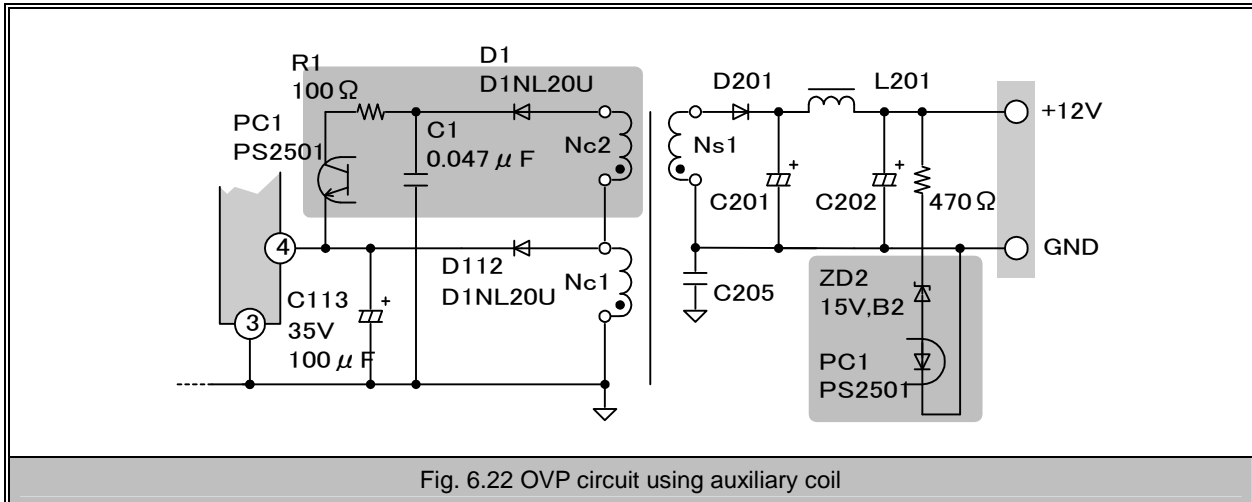 R1
100Ω
D1
D1NL20U
D201
L201
PC1
PS2501
C1
0.047μF
Nc2
Ns1
+12V
C201
C202
470Ω
4
D112
D1NL20U
Nc1
GND
C205
ZD2
15V,B2
C113
35V
100μF
3
PC1
PS2501
Fig. 6.22 OVP circuit using auxiliary coil